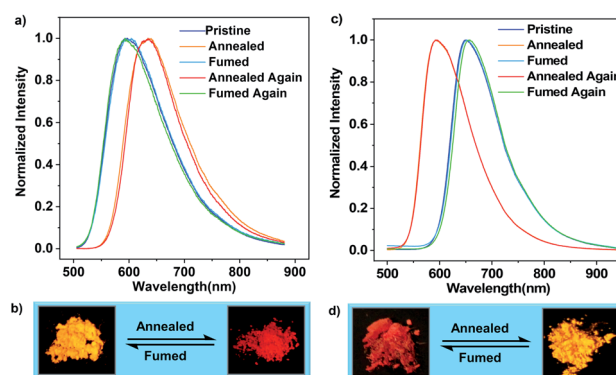 a)
Normalized Intensity
1.0
0.8
0.6
0.4
0.2
0.0
500 600 700 800 900
Wavelength(nm)
Pristine
Annealed
Fumed
Annealed Again
Fumed Again
c)
Normalized Intensity
1.0
0.8
0.6
0.4
0.2
0.0
500 600 700 800 900
Wavelength(nm)
Pristine
Annealed
Fumed
Annealed Again
Fumed Again
b)
Annealed
Fumed
d)
Annealed
Fumed